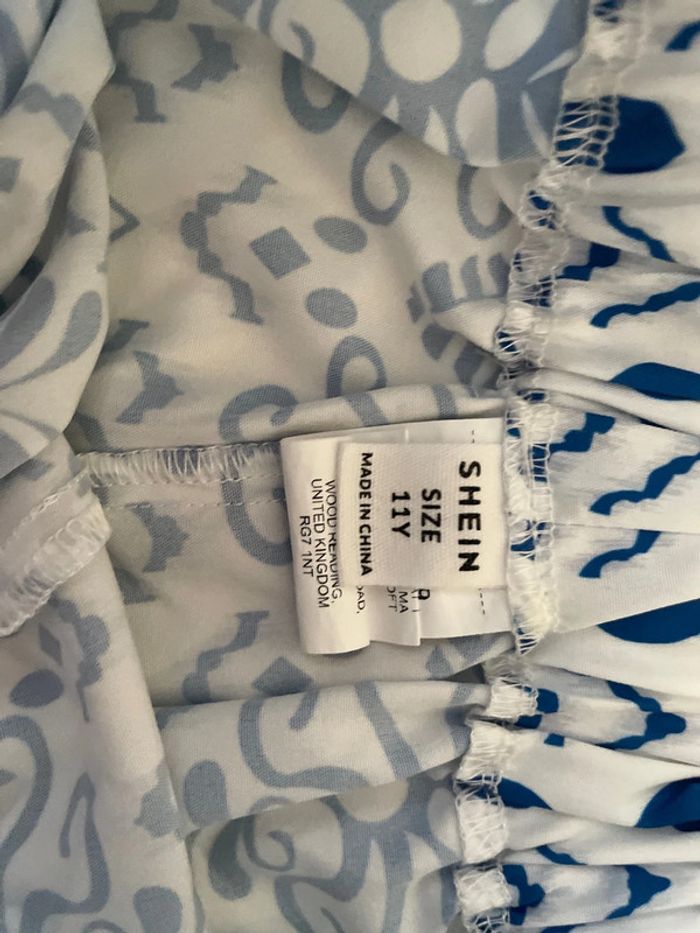 SHEIN
SIZE
11Y
MADE IN CHINA
WOOD READING,
UNITED KINGDOM
RG7 1NT